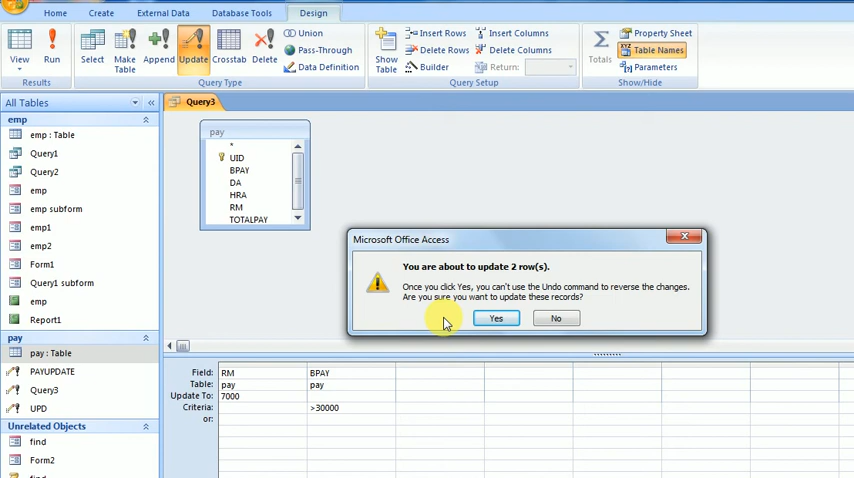 Home Create External Data Database Tools Design
View Run Select Make Table Append Update Crosstab Delete
Union
Pass-Through
Data Definition
Show Table
Insert Rows Insert Columns
Delete Rows Delete Columns
Builder Return:
Totals
Property Sheet
Table Names
Parameters
Results Query Type Query Setup Show/Hide
All Tables
emp
emp : Table
Query1
Query2
emp
emp subform
emp1
emp2
Form1
Query1 subform
emp
Report1
pay
pay : Table
PAYUPDATE
Query3
UPD
Unrelated Objects
find
Form2
Query3
pay
*
UID
BPAY
DA
HRA
RM
TOTALPAY
Microsoft Office Access
You are about to update 2 row(s).
Once you click Yes, you can't use the Undo command to reverse the changes.
Are you sure you want to update these records?
Yes No
Field: RM BPAY
Table: pay pay
Update To: 7000
Criteria: >30000
or: